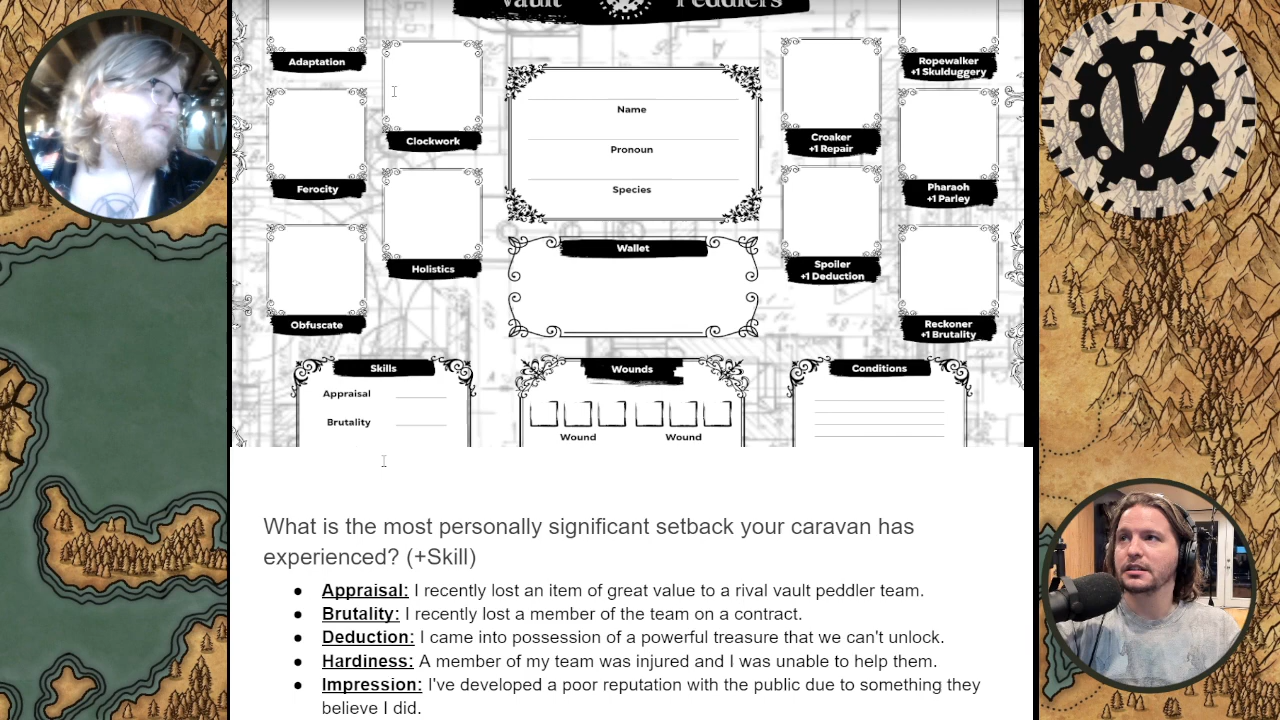 Vault Peddlers
Adaptation
Ropewalker
+1 Skulduggery
Name
Clockwork
Croaker
+1 Repair
Pronoun
Ferocity
Species
Pharaoh
+1 Parley
Wallet
Holistics
Spoiler
+1 Deduction
Obfuscate
Reckoner
+1 Brutality
Skills
Wounds
Conditions
Appraisal
Brutality
Wound
Wound
What is the most personally significant setback your caravan has
experienced? (+Skill)
● Appraisal: I recently lost an item of great value to a rival vault peddler team.
● Brutality: I recently lost a member of the team on a contract.
● Deduction: I came into possession of a powerful treasure that we can't unlock.
● Hardiness: A member of my team was injured and I was unable to help them.
● Impression: I've developed a poor reputation with the public due to something they
believe I did.